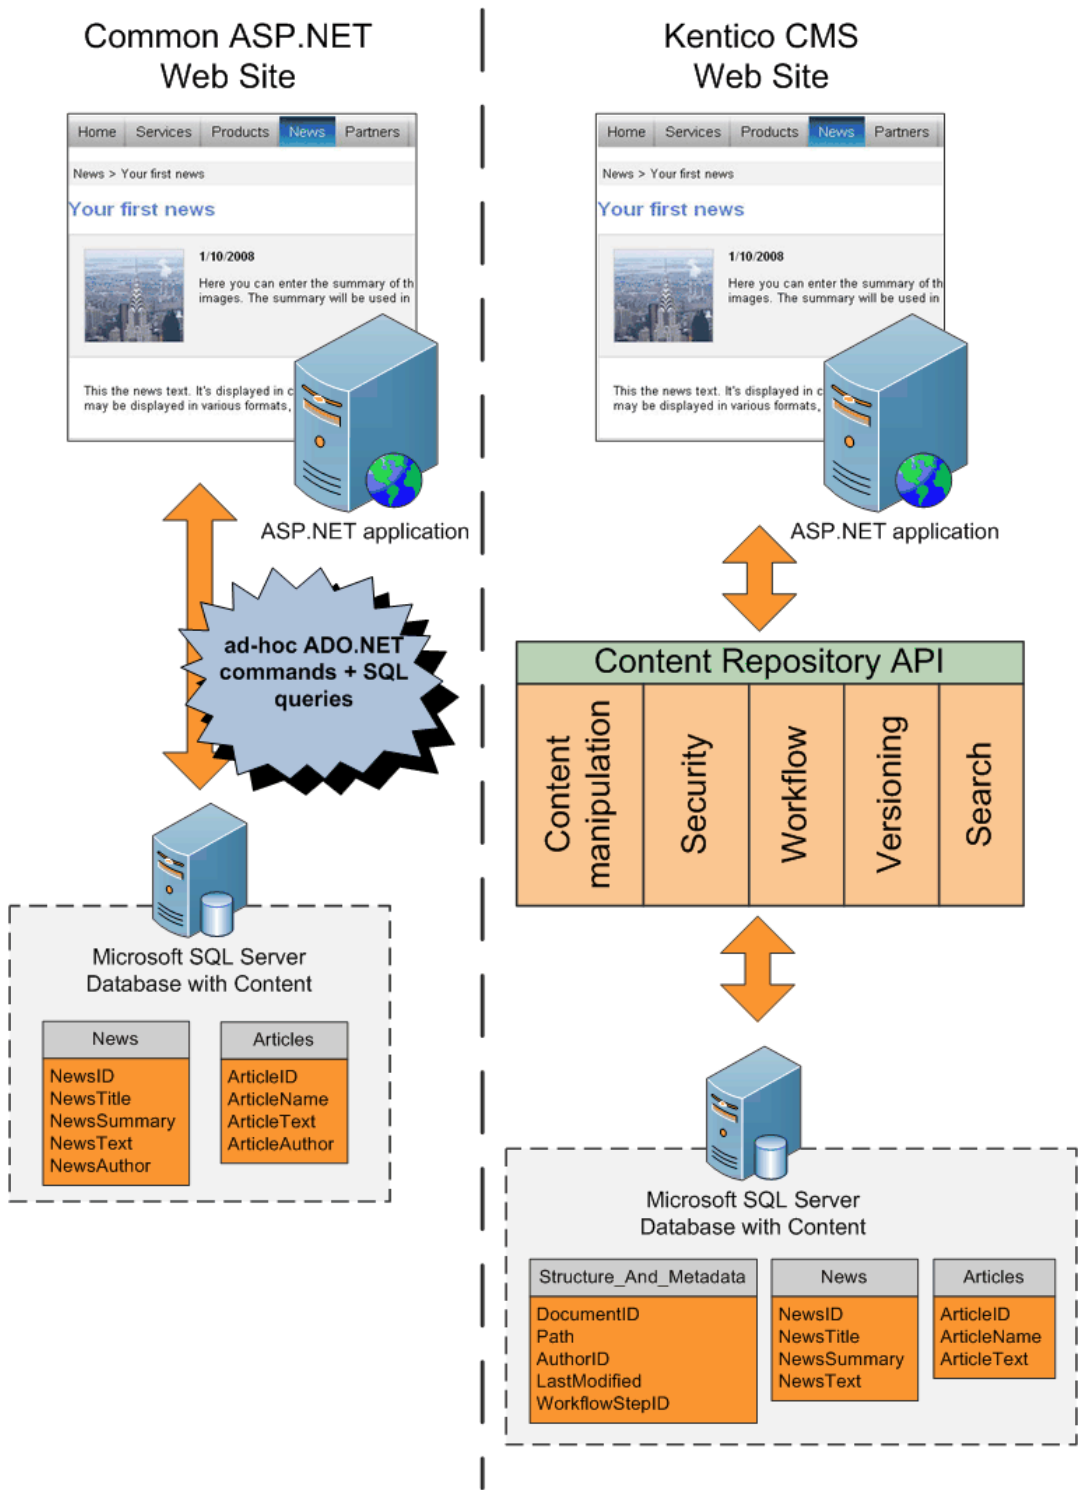 Common ASP.NET
Web Site
Home Services Products News Partners
News > Your first news
Your first news
1/10/2008
Here you can enter the summary of th
images. The summary will be used in
This the news text. It's displayed in c
may be displayed in various formats,
ASP.NET application
ad-hoc ADO.NET
commands + SQL
queries
Microsoft SQL Server
Database with Content
News
NewsID
NewsTitle
NewsSummary
NewsText
NewsAuthor
Articles
ArticleID
ArticleName
ArticleText
ArticleAuthor
Kentico CMS
Web Site
Home Services Products News Partners
News > Your first news
Your first news
1/10/2008
Here you can enter the summary of th
images. The summary will be used in
This the news text. It's displayed in c
may be displayed in various formats,
ASP.NET application
Content Repository API
Content
manipulation
Security
Workflow
Versioning
Search
Microsoft SQL Server
Database with Content
Structure_And_Metadata
DocumentID
Path
AuthorID
LastModified
WorkflowStepID
News
NewsID
NewsTitle
NewsSummary
NewsText
Articles
ArticleID
ArticleName
ArticleText